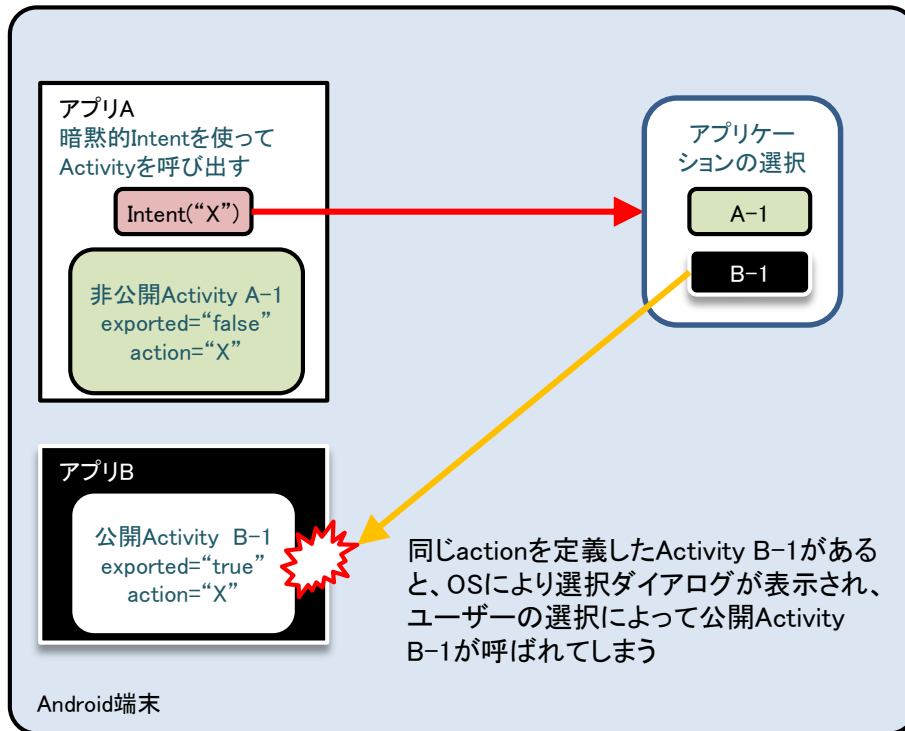 アプリA
暗黙的Intentを使って
Activityを呼び出す
Intent(“X”)
非公開Activity A-1
exported=“false”
action=“X”
アプリケー
ションの選択
A-1
B-1
アプリB
公開Activity B-1
exported=“true”
action=“X”
同じactionを定義したActivity B-1がある
と、OSにより選択ダイアログが表示され、
ユーザーの選択によって公開Activity
B-1が呼ばれてしまう
Android端末